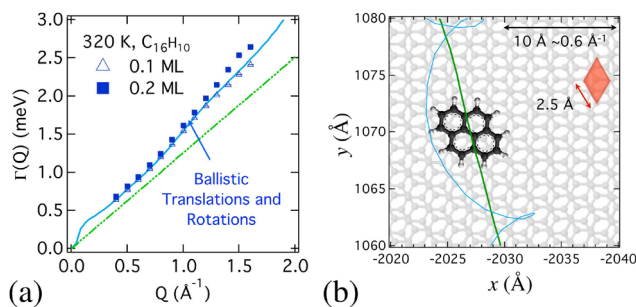 3.0
2.5
2.0
1.5
1.0
0.5
0.0
Γ(Q) (meV)
320 K, C₁₆H₁₀
△ 0.1 ML
■ 0.2 ML
Ballistic
Translations and
Rotations
0.0
0.5
1.0
1.5
2.0
Q (Å⁻¹)
(a)
1080
1075
1070
1065
1060
y (Å)
10 Å ~0.6 Å⁻¹
2.5 Å
-2020
-2025
-2030
-2035
-2040
x (Å)
(b)